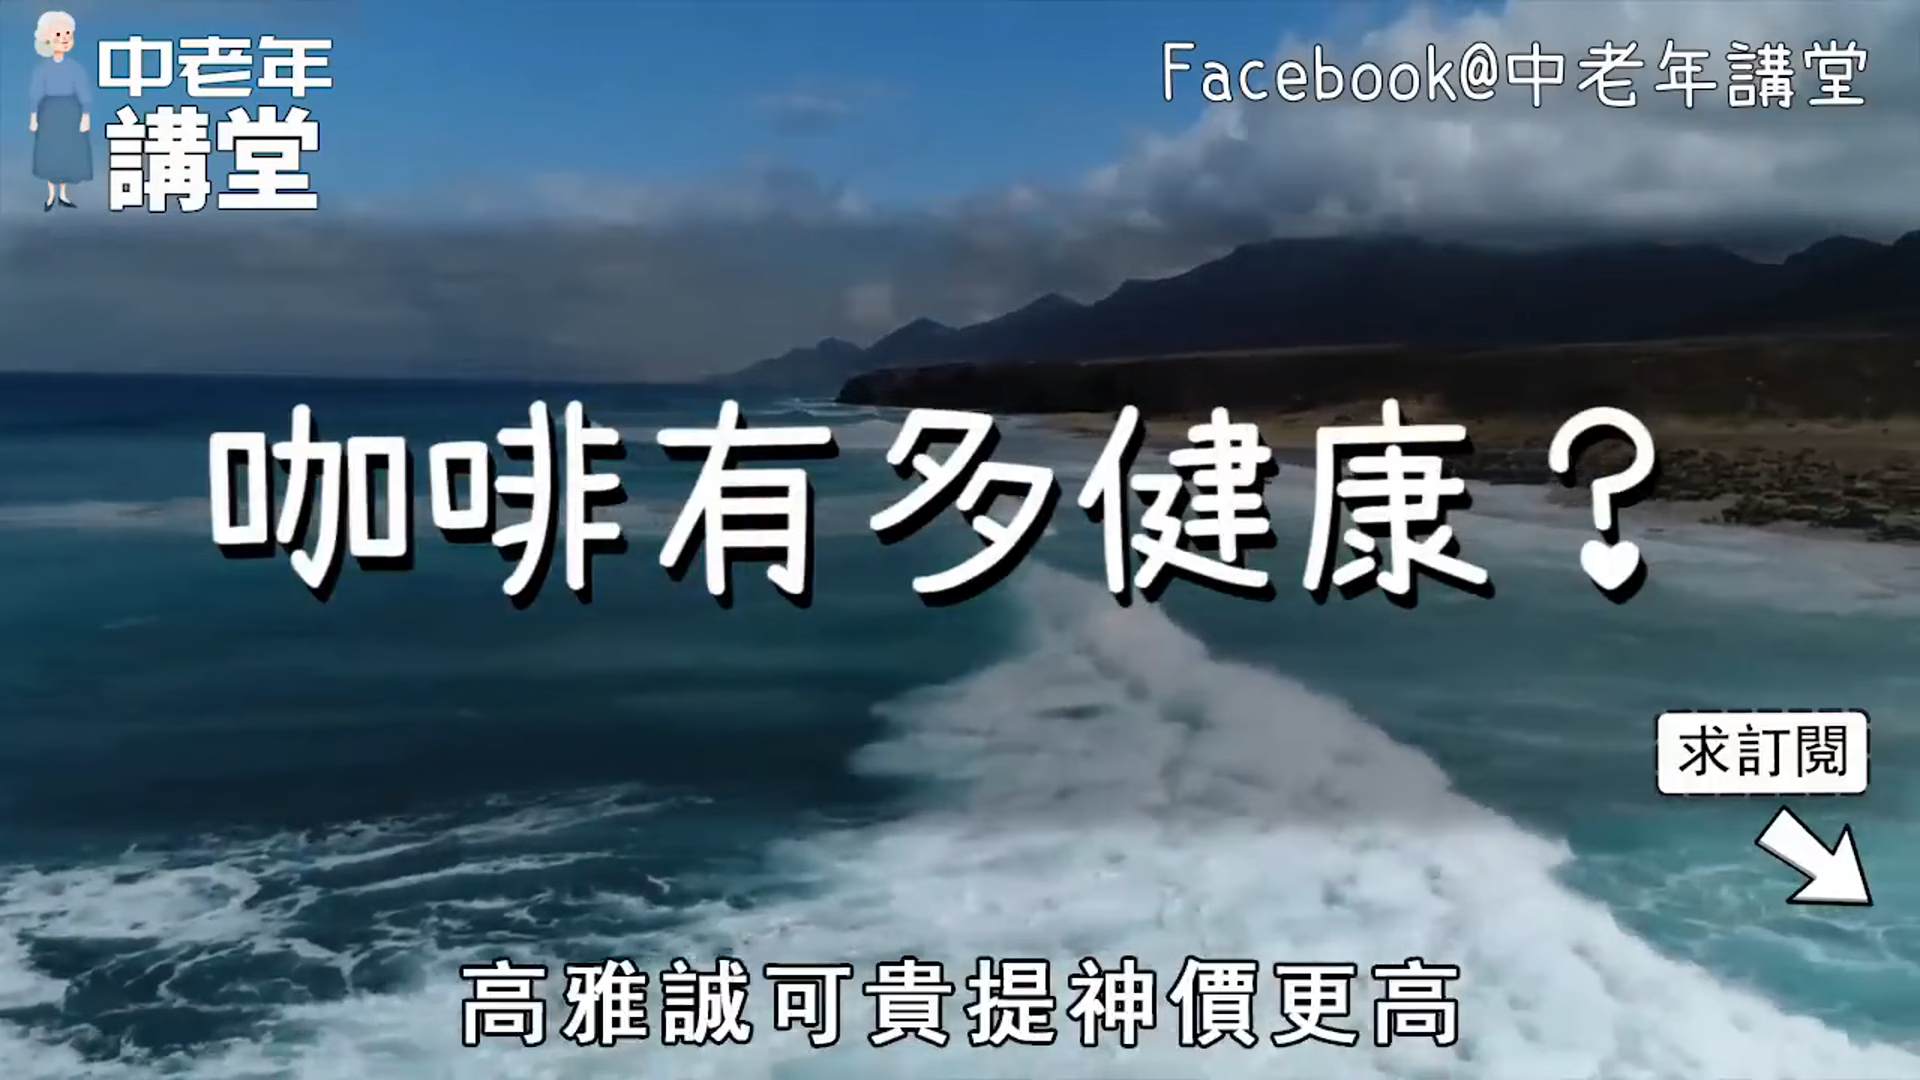 中老年
講堂
Facebook@中老年講堂
咖啡有多健康？
求訂閱
高雅誠可貴提神價更高